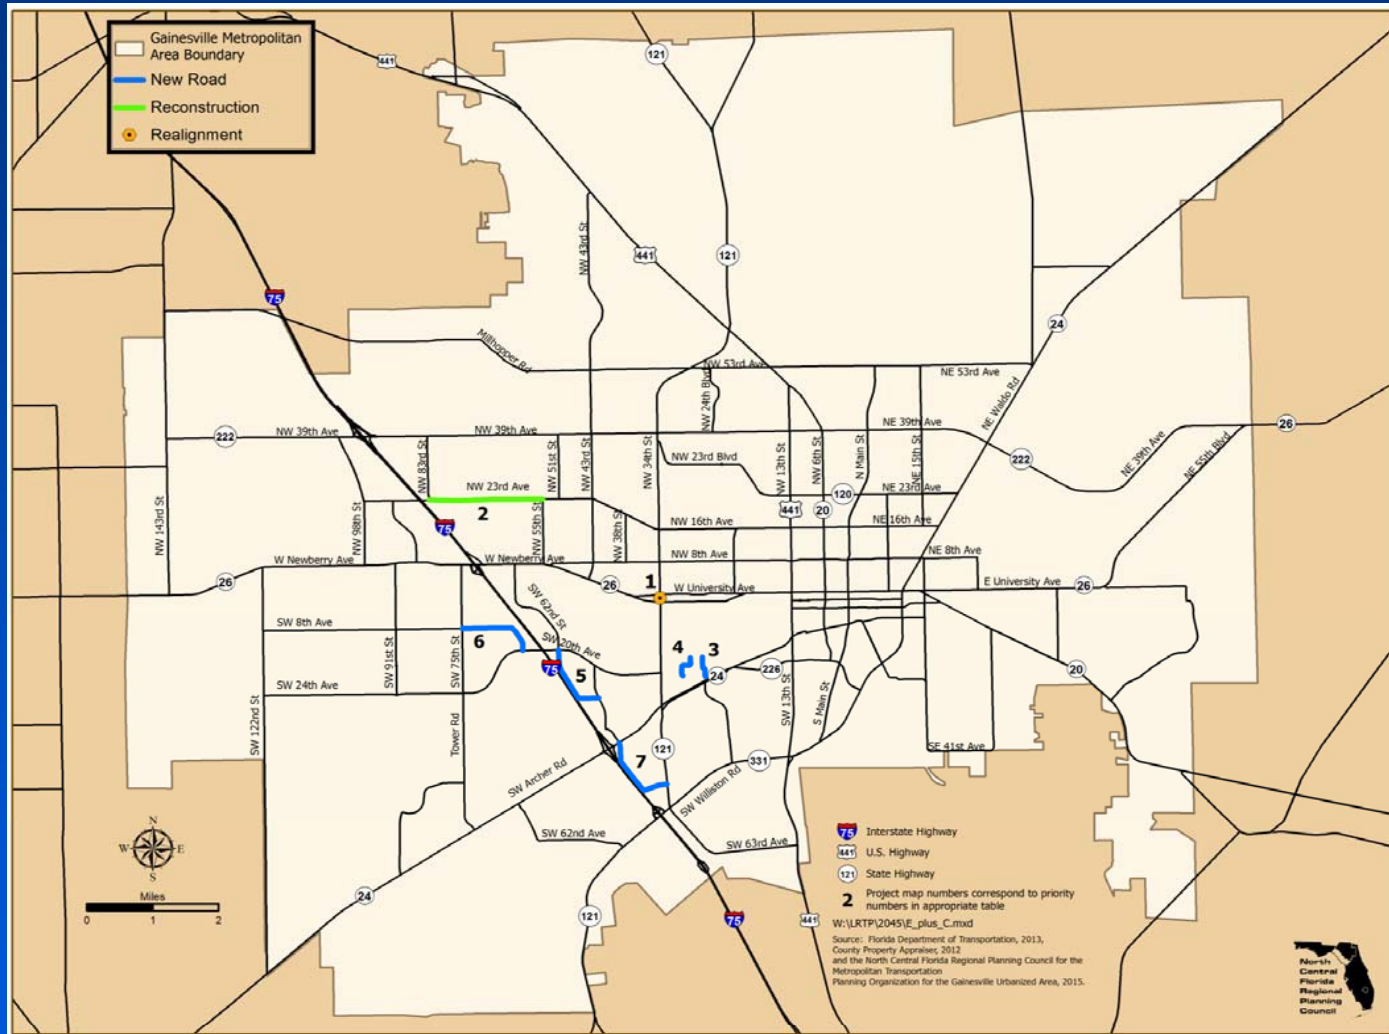 Gainesville Metropolitan
Area Boundary
New Road
Reconstruction
Realignment
441
121
75
441
121
24
Millhopper Rd
NW 43rd St
NW 53rd Ave
NE 53rd Ave
NW 24th Blvd
NE Waldo Rd
222
NW 39th Ave
NW 39th Ave
NE 39th Ave
26
222
NE 39th Ave
NE 55th Blvd
NW 83rd St
NW 51st St
NW 43rd St
NW 34th St
NW 23rd Blvd
NW 13th St
NW 6th St
N Main St
NE 15th St
NW 143rd St
NW 98th St
NW 23rd Ave
2
75
NW 55th St
NW 38th St
441
20
120
NE 23rd Ave
NW 16th Ave
NE 16th Ave
W Newberry Ave
W Newberry Ave
NW 8th Ave
NE 8th Ave
26
26
1
W University Ave
E University Ave
26
SW 62nd St
SW 8th Ave
6
SW 20th Ave
4
3
SW 91st St
SW 75th St
75
5
24
226
20
SW 24th Ave
SW 122nd St
Tower Rd
SW 13th St
S Main St
121
SE 41st Ave
7
331
SW Archer Rd
SW Williston Rd
SW 62nd Ave
SW 63rd Ave
24
121
75
441
N
W
E
S
Miles
0
1
2
75
Interstate Highway
441
U.S. Highway
121
State Highway
2
Project map numbers correspond to priority
numbers in appropriate table
W:\LRTP\2045\E_plus_C.mxd
Source: Florida Department of Transportation, 2013,
County Property Appraiser, 2012
and the North Central Florida Regional Planning Council for the
Metropolitan Transportation
Planning Organization for the Gainesville Urbanized Area, 2015.
North
Central
Florida
Regional
Planning
Council